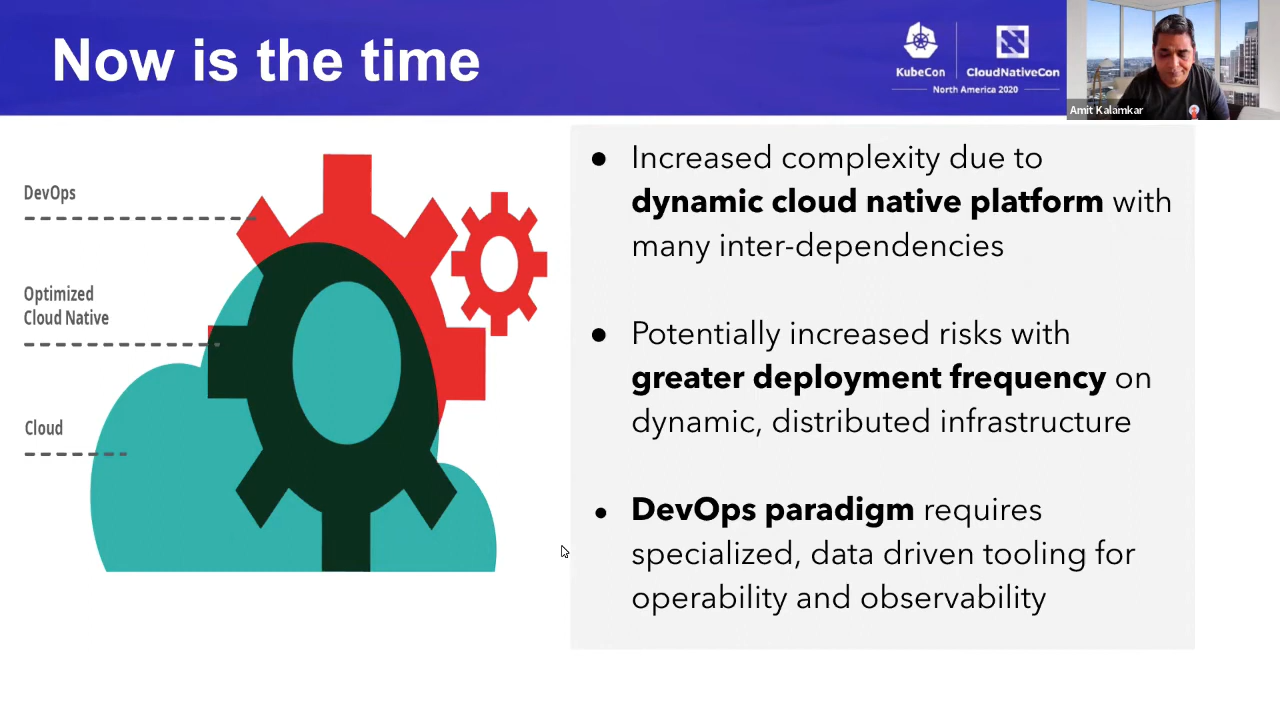 Now is the time
KubeCon
CloudNativeCon
North America 2020
Amit Kalamkar
DevOps
Optimized
Cloud Native
Cloud
● Increased complexity due to
dynamic cloud native platform with
many inter-dependencies
● Potentially increased risks with
greater deployment frequency on
dynamic, distributed infrastructure
● DevOps paradigm requires
specialized, data driven tooling for
operability and observability